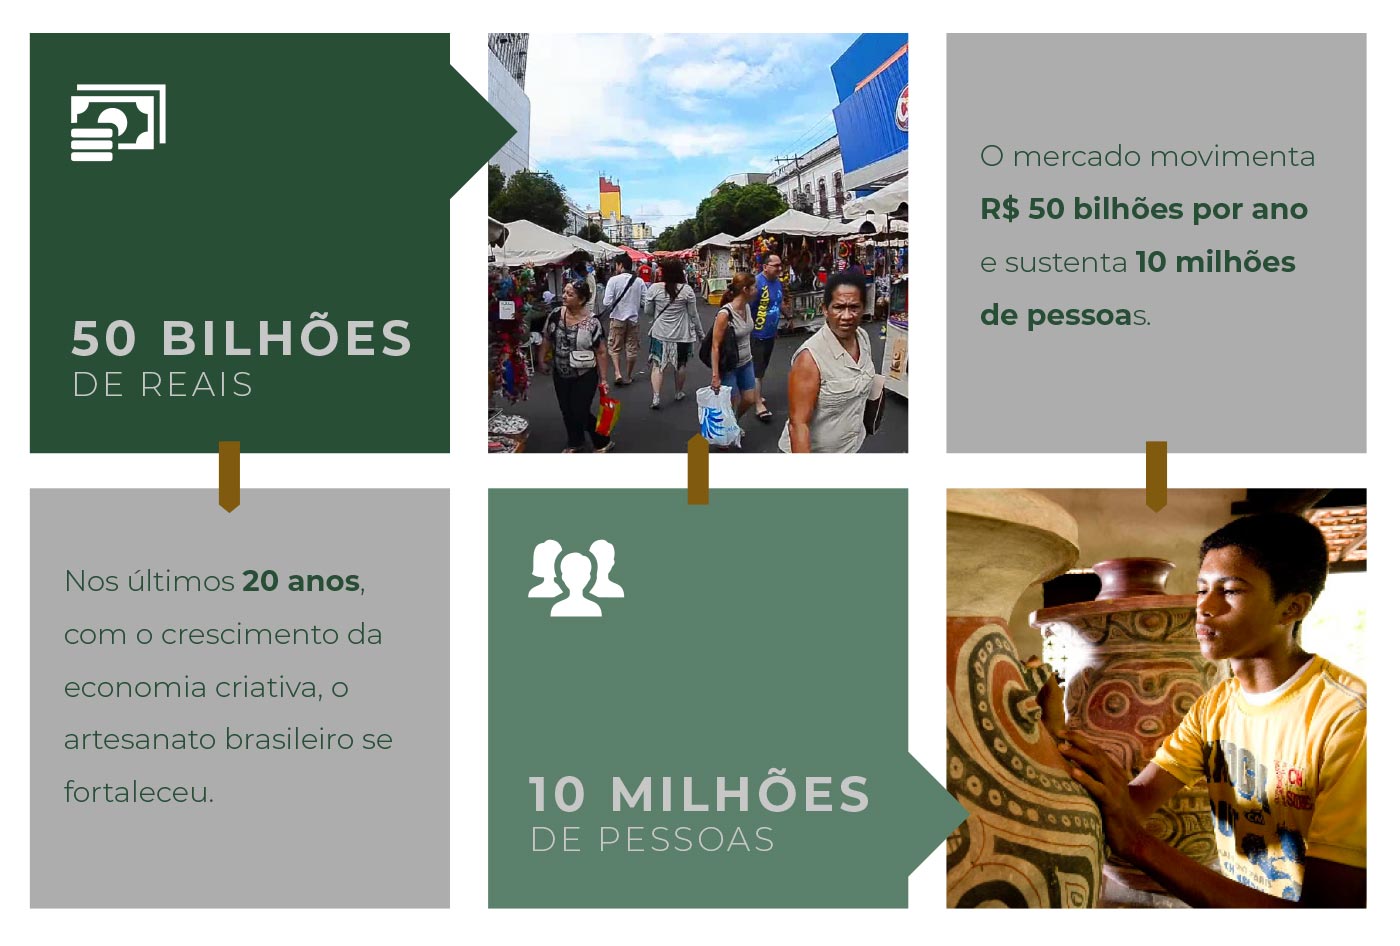 50 BILHÕES
DE REAIS
O mercado movimenta
R$ 50 bilhões por ano
e sustenta 10 milhões
de pessoas.
Nos últimos 20 anos,
com o crescimento da
economia criativa, o
artesanato brasileiro se
fortaleceu.
10 MILHÕES
DE PESSOAS
CORREIOS